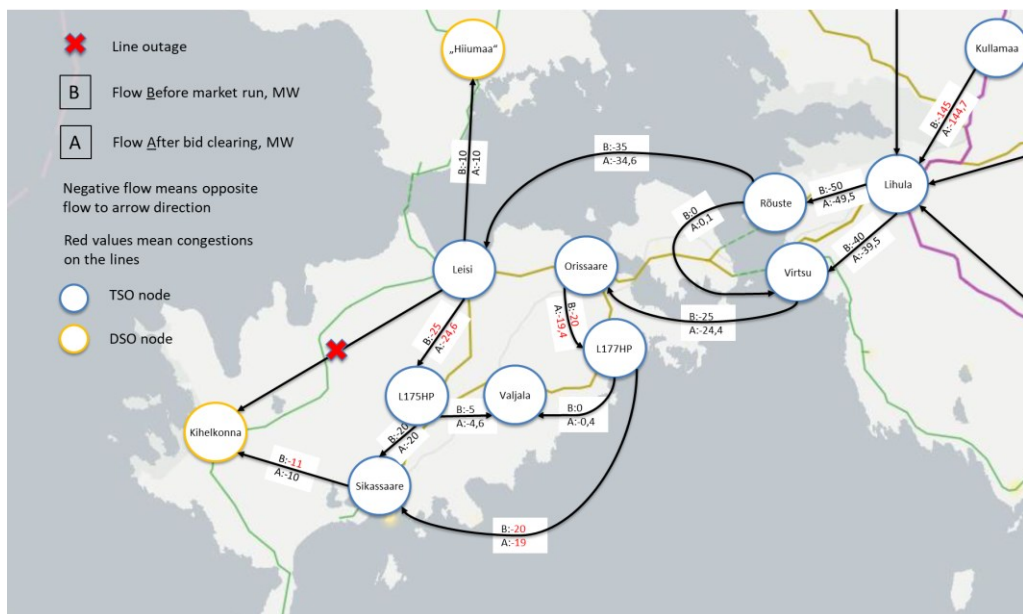 Line outage
B
Flow Before market run, MW
A
Flow After bid clearing, MW
Negative flow means opposite
flow to arrow direction
Red values mean congestions
on the lines
TSO node
DSO node
„Hiiumaa“
Kullamaa
B:-145
A:-144,7
B:-10
A:-10
B:-35
A:-34,6
Lihula
B:-50
A:-49,5
Rõuste
B:0
A:0,1
B:-40
A:-39,5
Leisi
Orissaare
Virtsu
B:-25
A:-24,4
B:-20
A:-19,4
B:-25
A:-24,6
L177HP
L175HP
Valjala
B:-5
A:-4,6
B:0
A:-0,4
Kihelkonna
B:-20
A:-20
B:-11
A:-10
Sikassaare
B:-20
A:-19